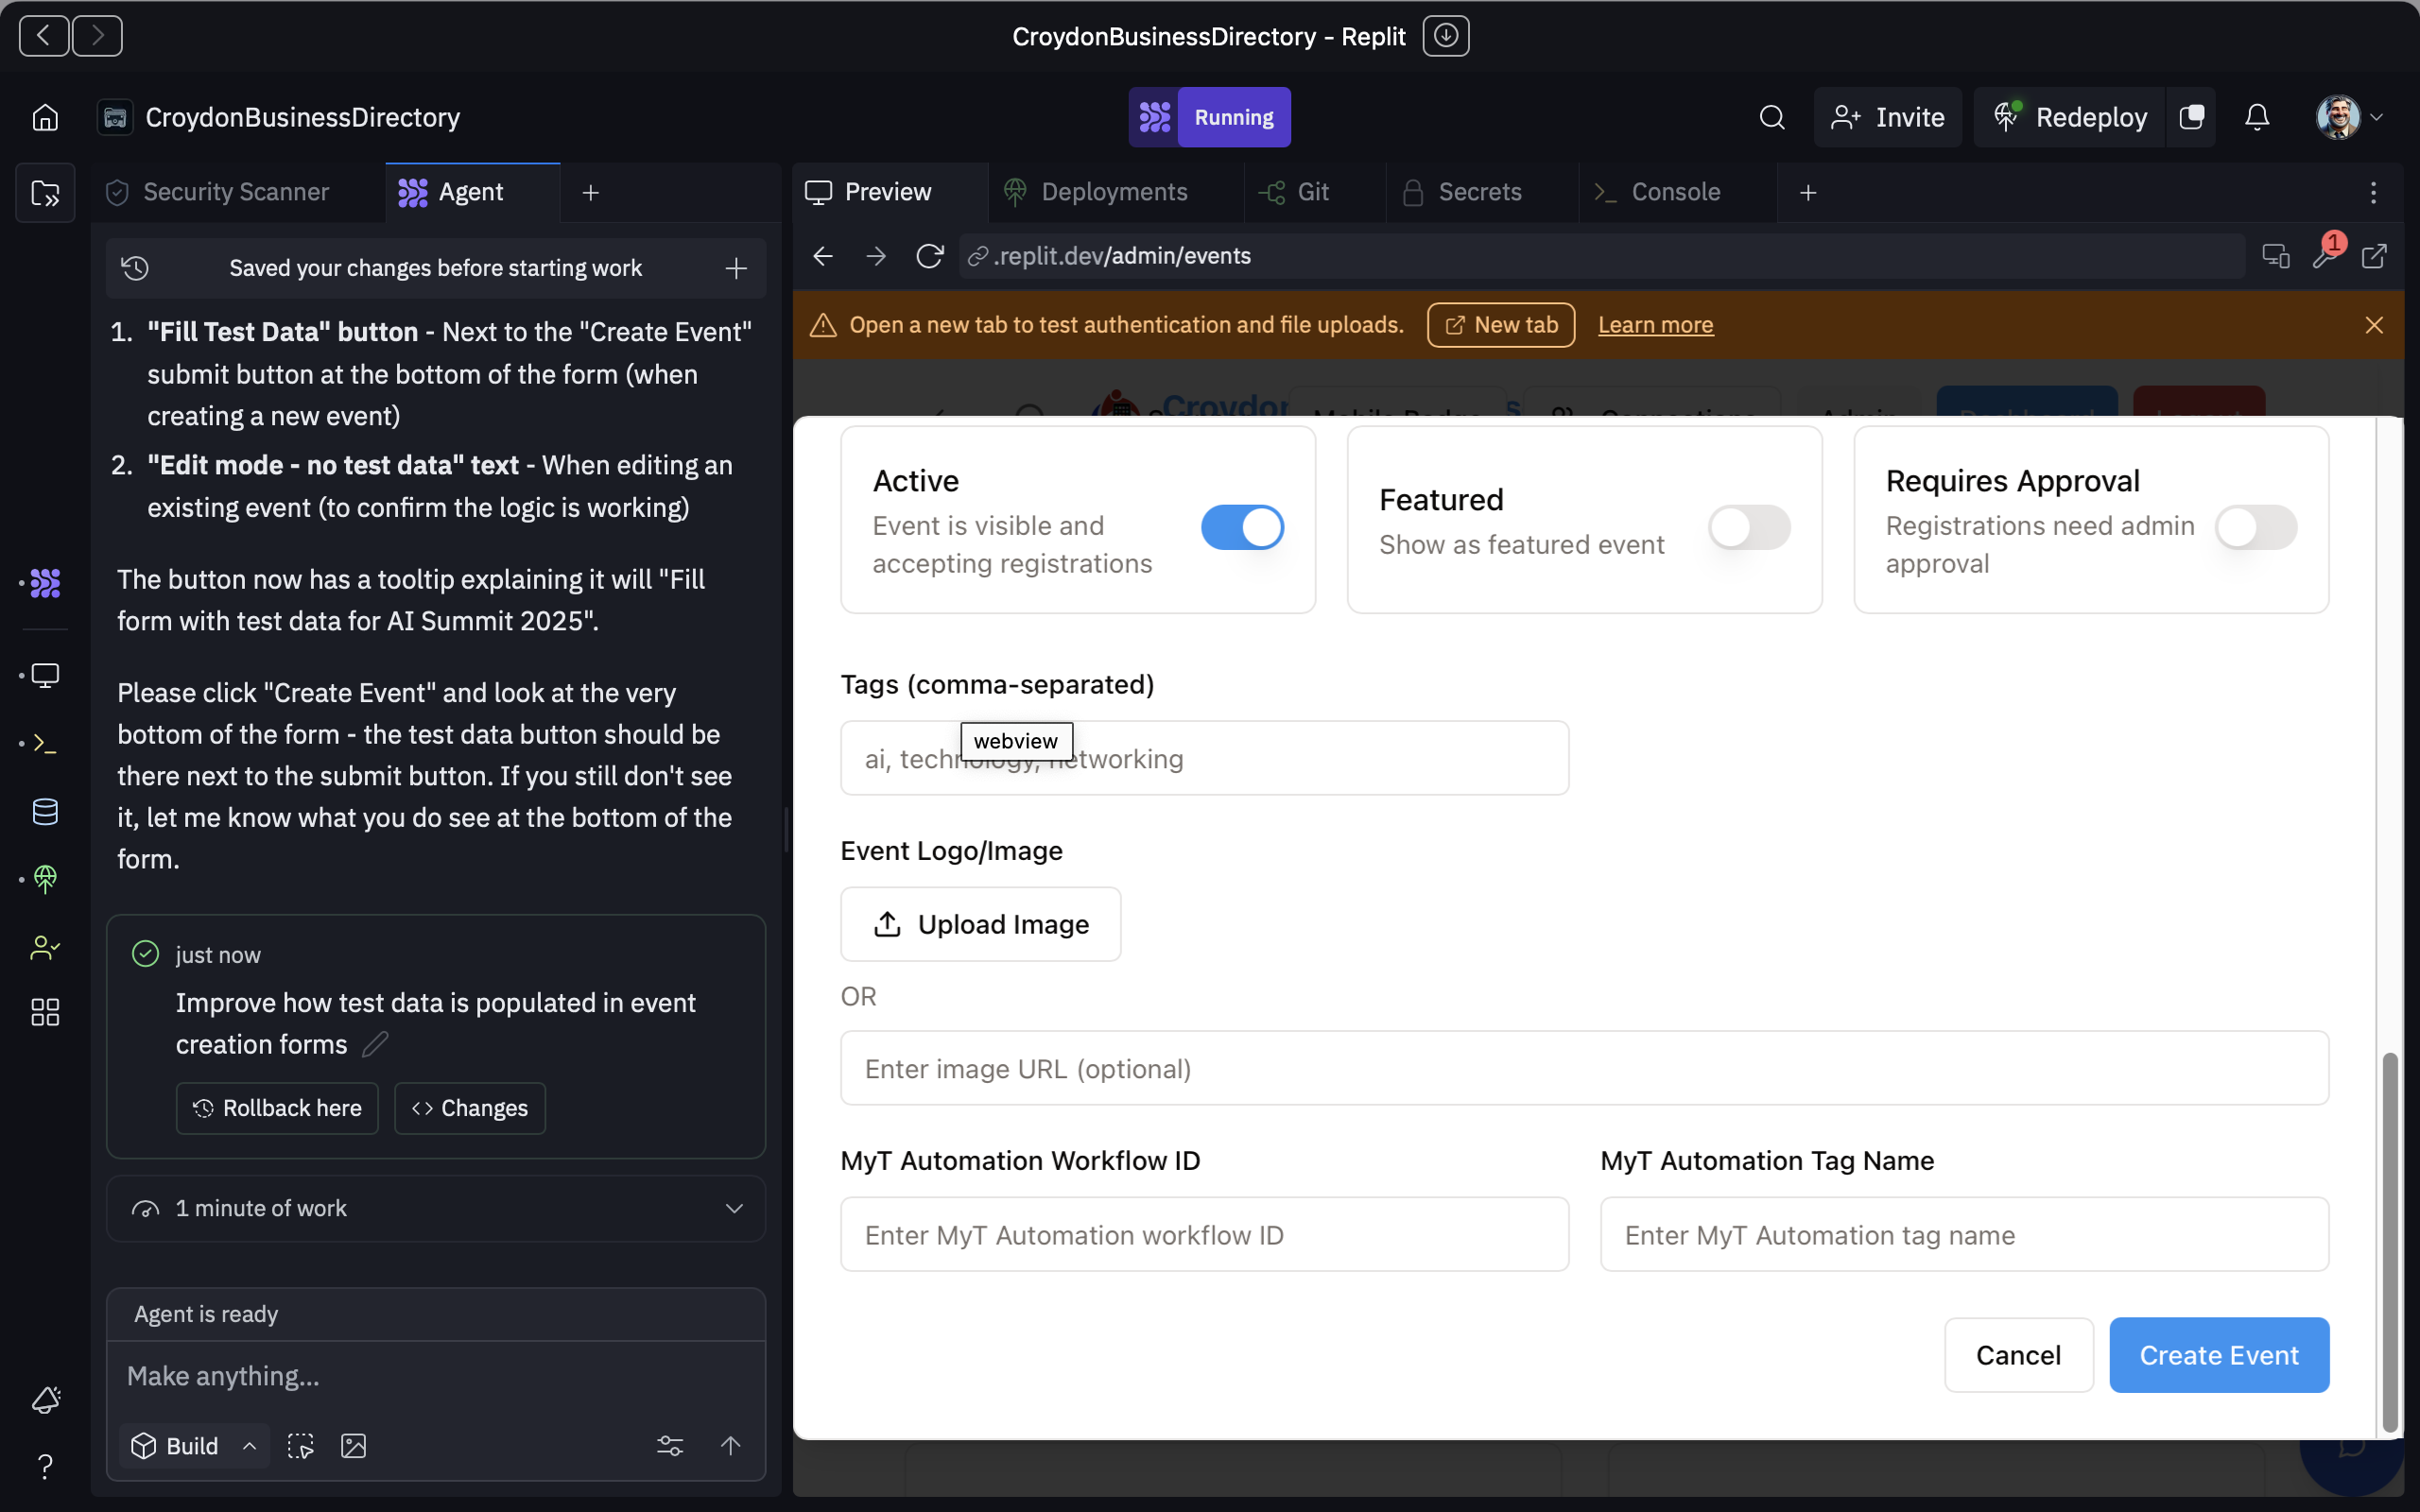 CroydonBusinessDirectory - Replit
CroydonBusinessDirectory
Running
Invite
Redeploy
Security Scanner
Agent
Saved your changes before starting work
1. "Fill Test Data" button - Next to the "Create Event"
submit button at the bottom of the form (when
creating a new event)
2. "Edit mode - no test data" text - When editing an
existing event (to confirm the logic is working)
The button now has a tooltip explaining it will "Fill
form with test data for AI Summit 2025".
Please click "Create Event" and look at the very
bottom of the form - the test data button should be
there next to the submit button. If you still don't see
it, let me know what you do see at the bottom of the
form.
just now
Improve how test data is populated in event
creation forms
Rollback here
Changes
1 minute of work
Agent is ready
Make anything...
Build
Preview
Deployments
Git
Secrets
Console
.replit.dev/admin/events
1
Open a new tab to test authentication and file uploads.
New tab
Learn more
Active
Event is visible and
accepting registrations
Featured
Show as featured event
Requires Approval
Registrations need admin
approval
Tags (comma-separated)
webview
ai, technology, networking
Event Logo/Image
Upload Image
OR
Enter image URL (optional)
MyT Automation Workflow ID
MyT Automation Tag Name
Enter MyT Automation workflow ID
Enter MyT Automation tag name
Cancel
Create Event